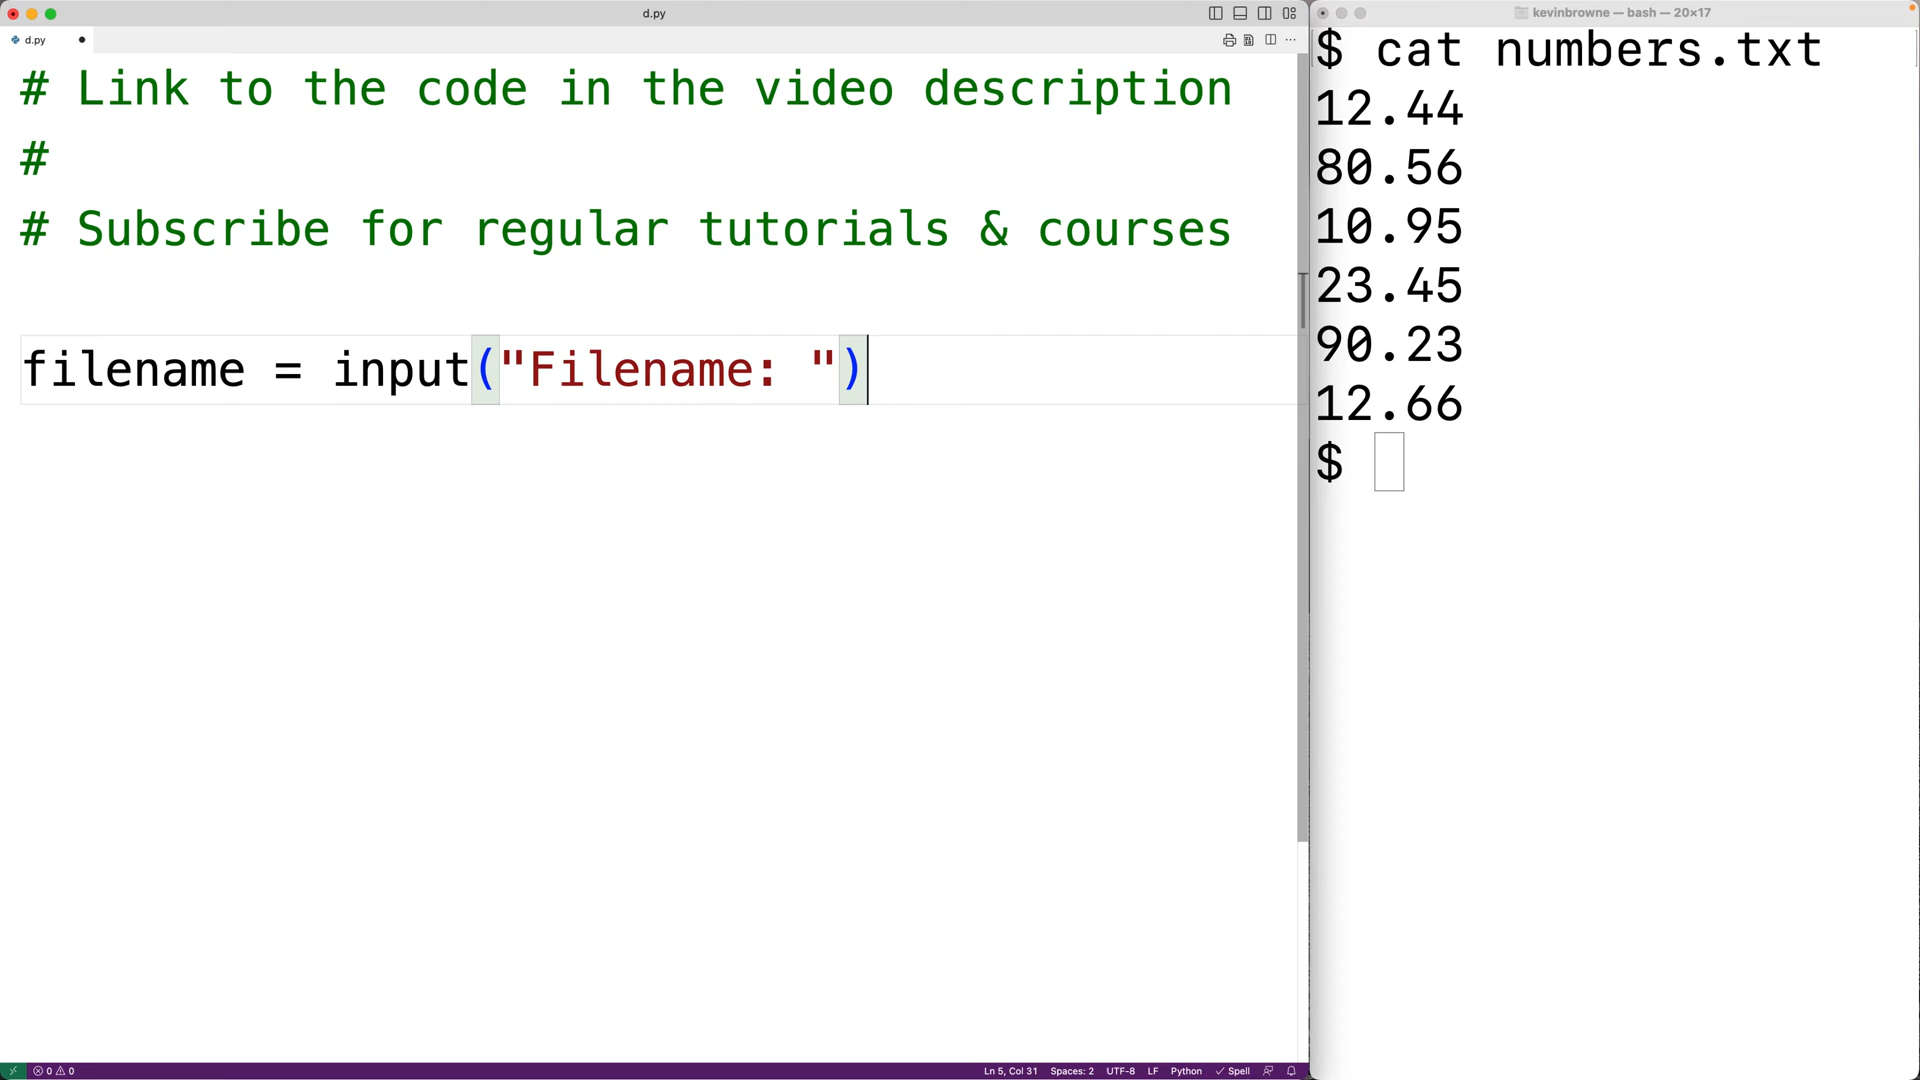 d.py
d.py
# Link to the code in the video description
#
# Subscribe for regular tutorials & courses
filename = input("Filename: ")
0 0
Ln 5, Col 31 Spaces: 2 UTF-8 LF Python Spell
kevinbrowne — bash — 20×17
$ cat numbers.txt
12.44
80.56
10.95
23.45
90.23
12.66
$